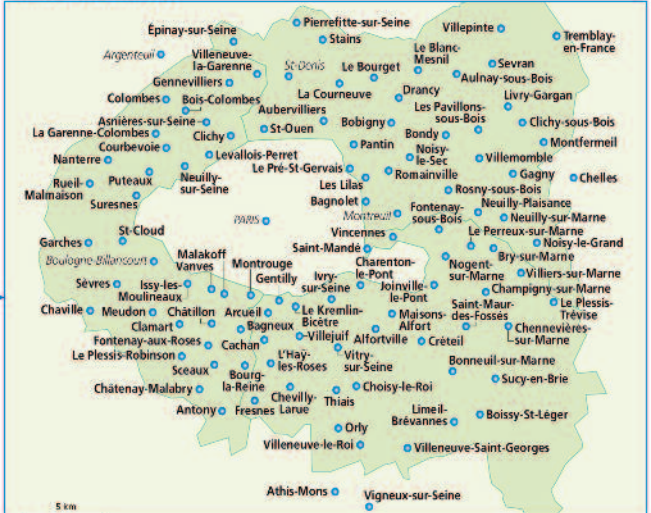 Pierrefitte-sur-Seine
Épinay-sur-Seine
Villepinte
Stains
Tremblay-
en-France
Argenteuil
Villeneuve-
la-Garenne
St-Denis
Le Bourget
Le Blanc-
Mesnil
Sevran
Gennevilliers
La Courneuve
Aulnay-sous-Bois
Colombes
Bois-Colombes
Drancy
Livry-Gargan
Aubervilliers
Les Pavillons-
sous-Bois
Asnières-sur-Seine
Bobigny
Clichy-sous-Bois
La Garenne-Colombes
Clichy
St-Ouen
Bondy
Courbevoie
Pantin
Noisy-
le-Sec
Montfermeil
Nanterre
Levallois-Perret
Villemomble
Le Pré-St-Gervais
Romainville
Gagny
Chelles
Rueil-
Malmaison
Puteaux
Neuilly-
sur-Seine
Les Lilas
Rosny-sous-Bois
Suresnes
Bagnolet
Neuilly-Plaisance
PARIS
Montreuil
Fontenay-
sous-Bois
Neuilly-sur-Marne
St-Cloud
Vincennes
Le Perreux-sur-Marne
Garches
Saint-Mandé
Noisy-le-Grand
Boulogne-Billancourt
Malakoff
Vanves
Montrouge
Charenton-
le-Pont
Bry-sur-Marne
Nogent-
sur-Marne
Gentilly
Ivry-
sur-Seine
Villiers-sur-Marne
Sèvres
Issy-les-
Moulineaux
Joinville-
le-Pont
Champigny-sur-Marne
Le Plessis-
Trévise
Chaville
Meudon
Châtillon
Arcueil
Le Kremlin-
Bicêtre
Maisons-
Alfort
Saint-Maur-
des-Fossés
Clamart
Bagneux
Chennevières-
sur-Marne
Fontenay-aux-Roses
Cachan
Villejuif
Alfortville
Créteil
Le Plessis-Robinson
L'Haÿ-
les-Roses
Vitry-
sur-Seine
Bonneuil-sur-Marne
Sceaux
Bourg-
la-Reine
Sucy-en-Brie
Châtenay-Malabry
Chevilly-
Larue
Thiais
Choisy-le-Roi
Antony
Fresnes
Limeil-
Brévannes
Boissy-St-Léger
Orly
Villeneuve-le-Roi
Villeneuve-Saint-Georges
Athis-Mons
Vigneux-sur-Seine
5 km